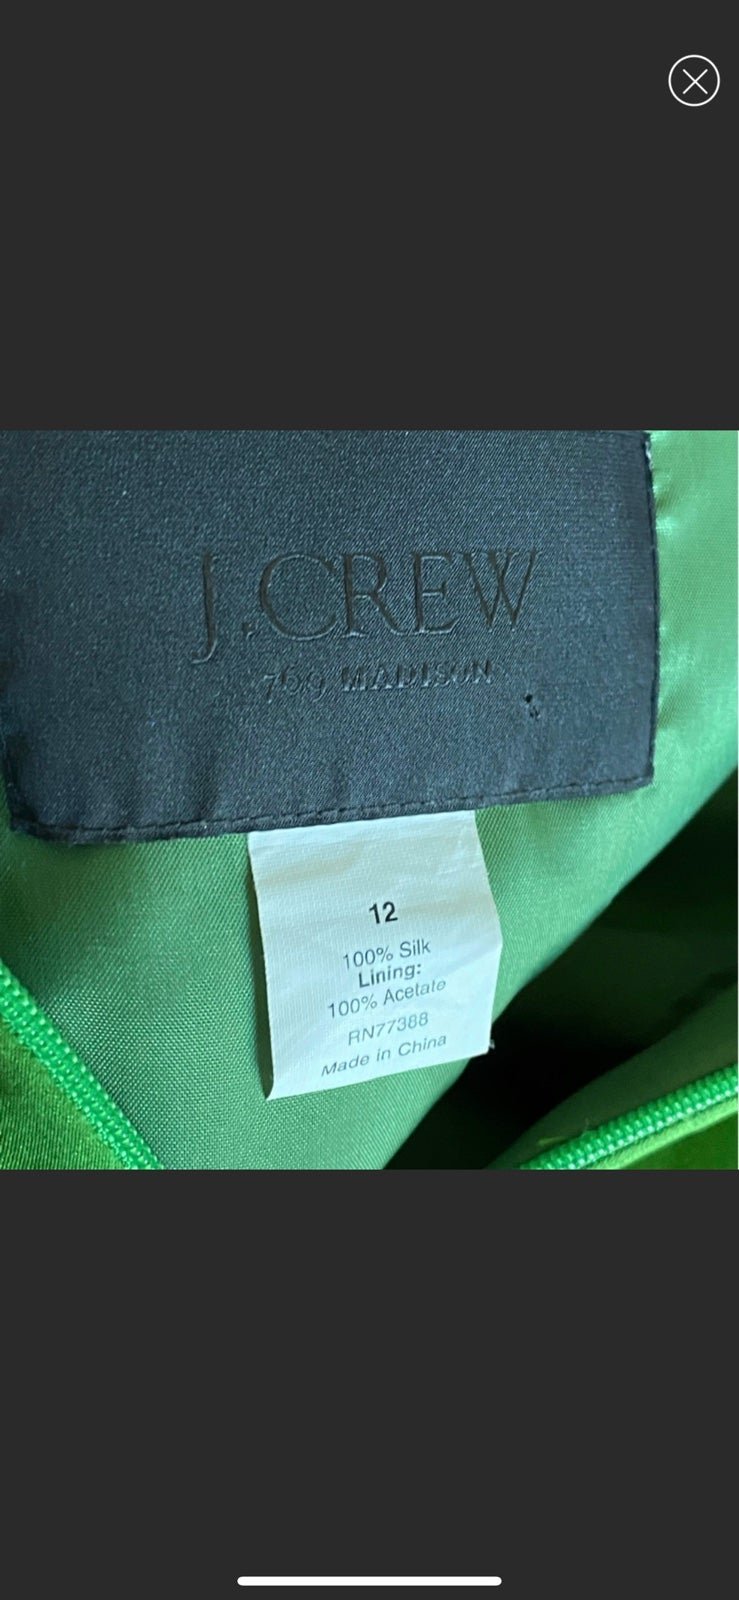 J.CREW
769 MADISON
12
100% Silk
Lining:
100% Acetate
RN77388
Made in China